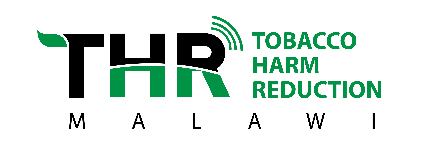 THR
TOBACCO
HARM
REDUCTION
MALAWI